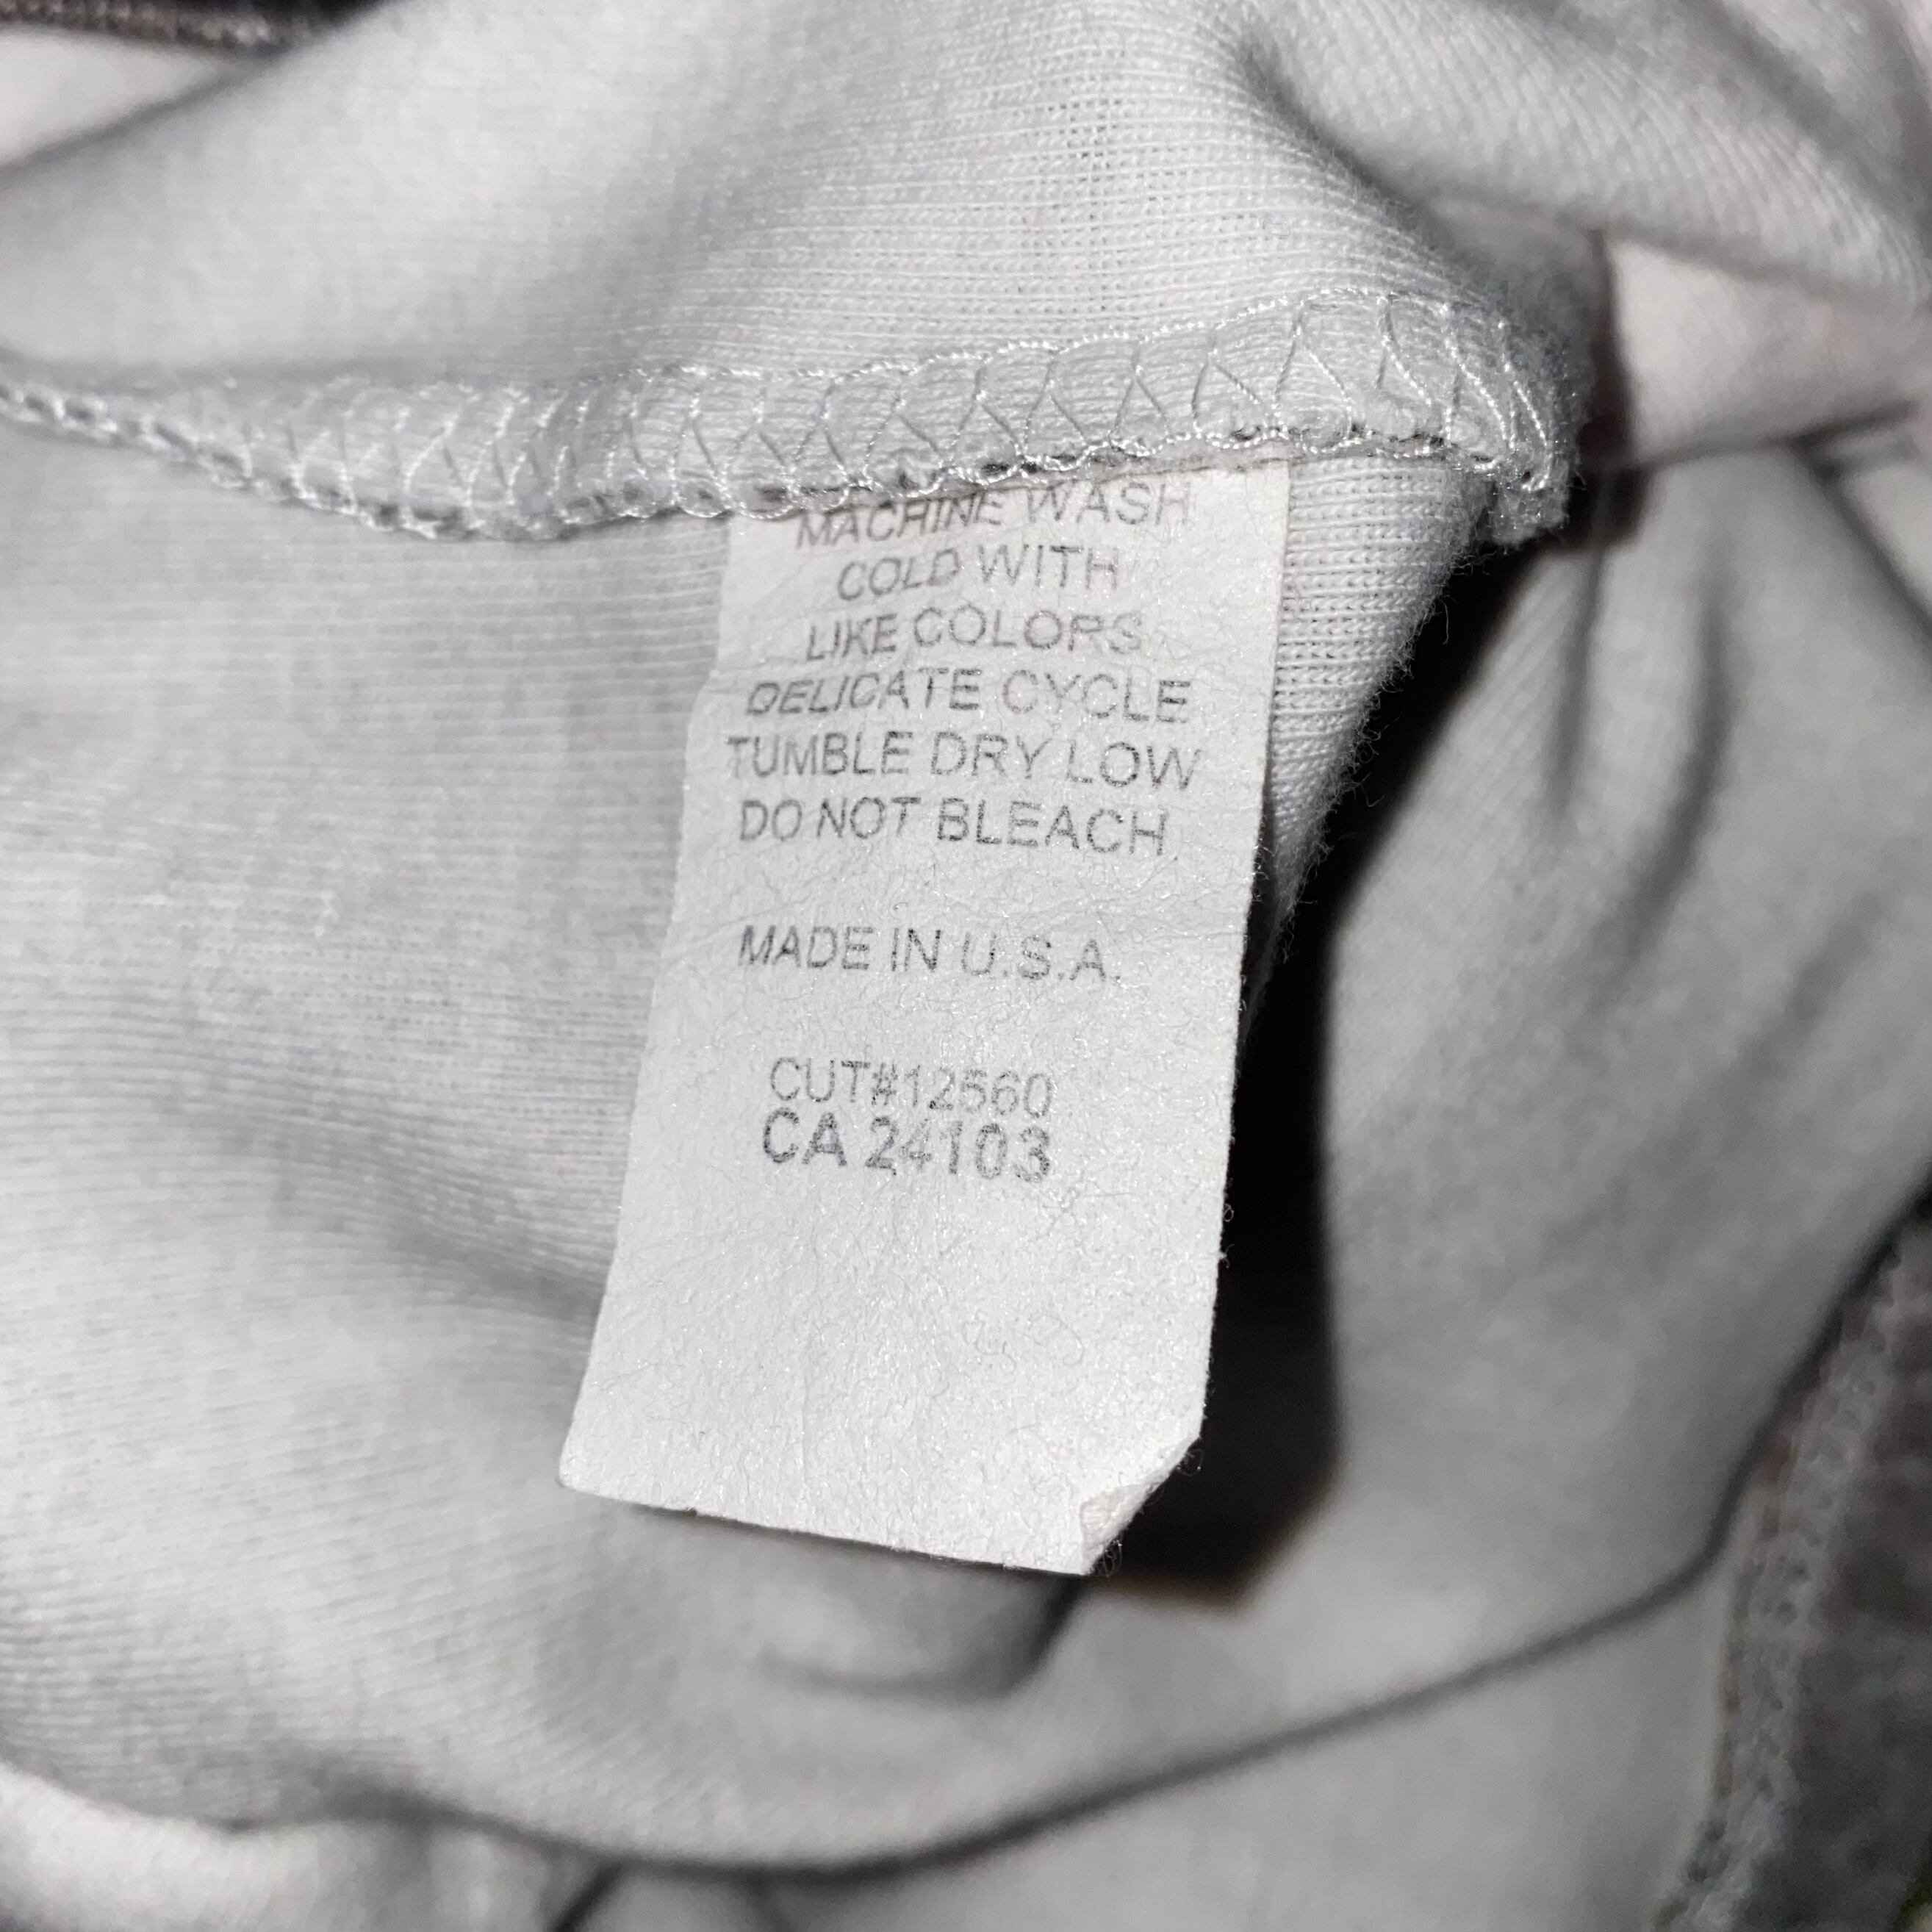 MACHINE WASH
COLD WITH
LIKE COLORS
DELICATE CYCLE
TUMBLE DRY LOW
DO NOT BLEACH
MADE IN U.S.A.
CUT#12560
CA 24103